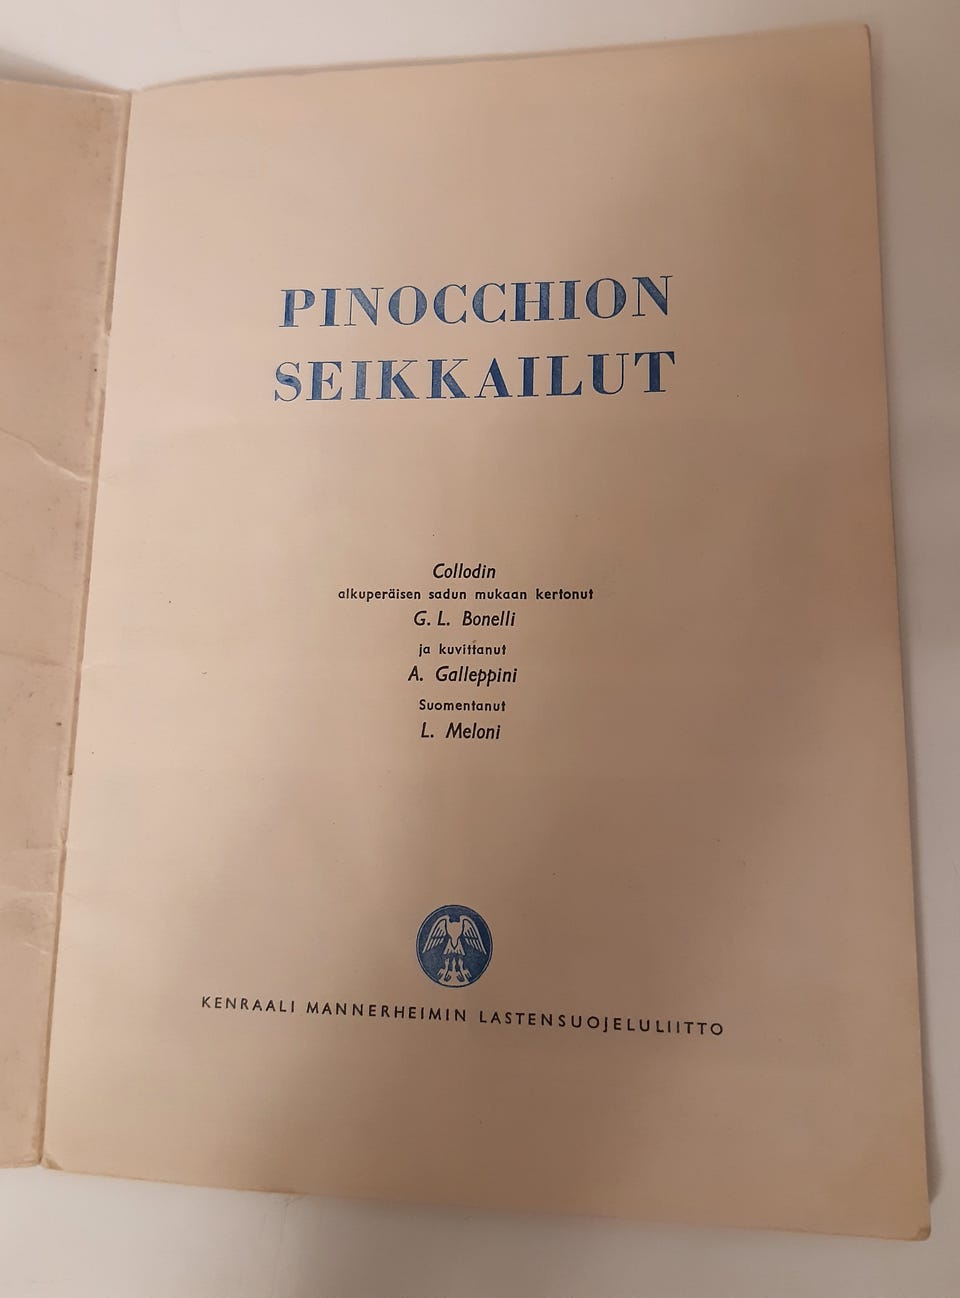 PINOCCHION
SEIKKAILUT
Collodin
alkuperäisen sadun mukaan kertonut
G. L. Bonelli
ja kuvittanut
A. Galleppini
Suomentanut
L. Meloni
KENRAALI MANNERHEIMIN LASTENSUOJELULIITTO